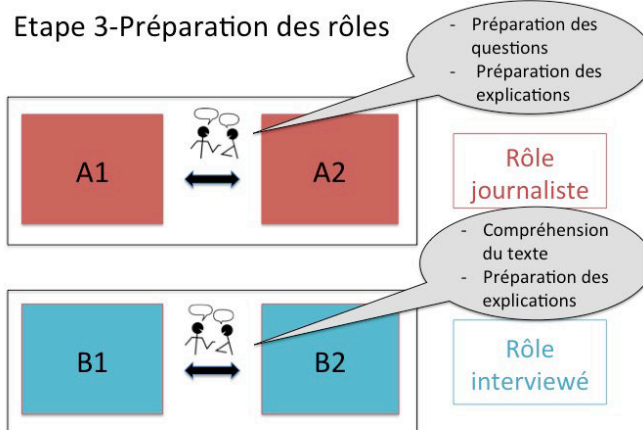 Etape 3-Préparation des rôles
- Préparation des
questions
- Préparation des
explications
A1
A2
Rôle
journaliste
- Compréhension
du texte
- Préparation des
explications
B1
B2
Rôle
interviewé